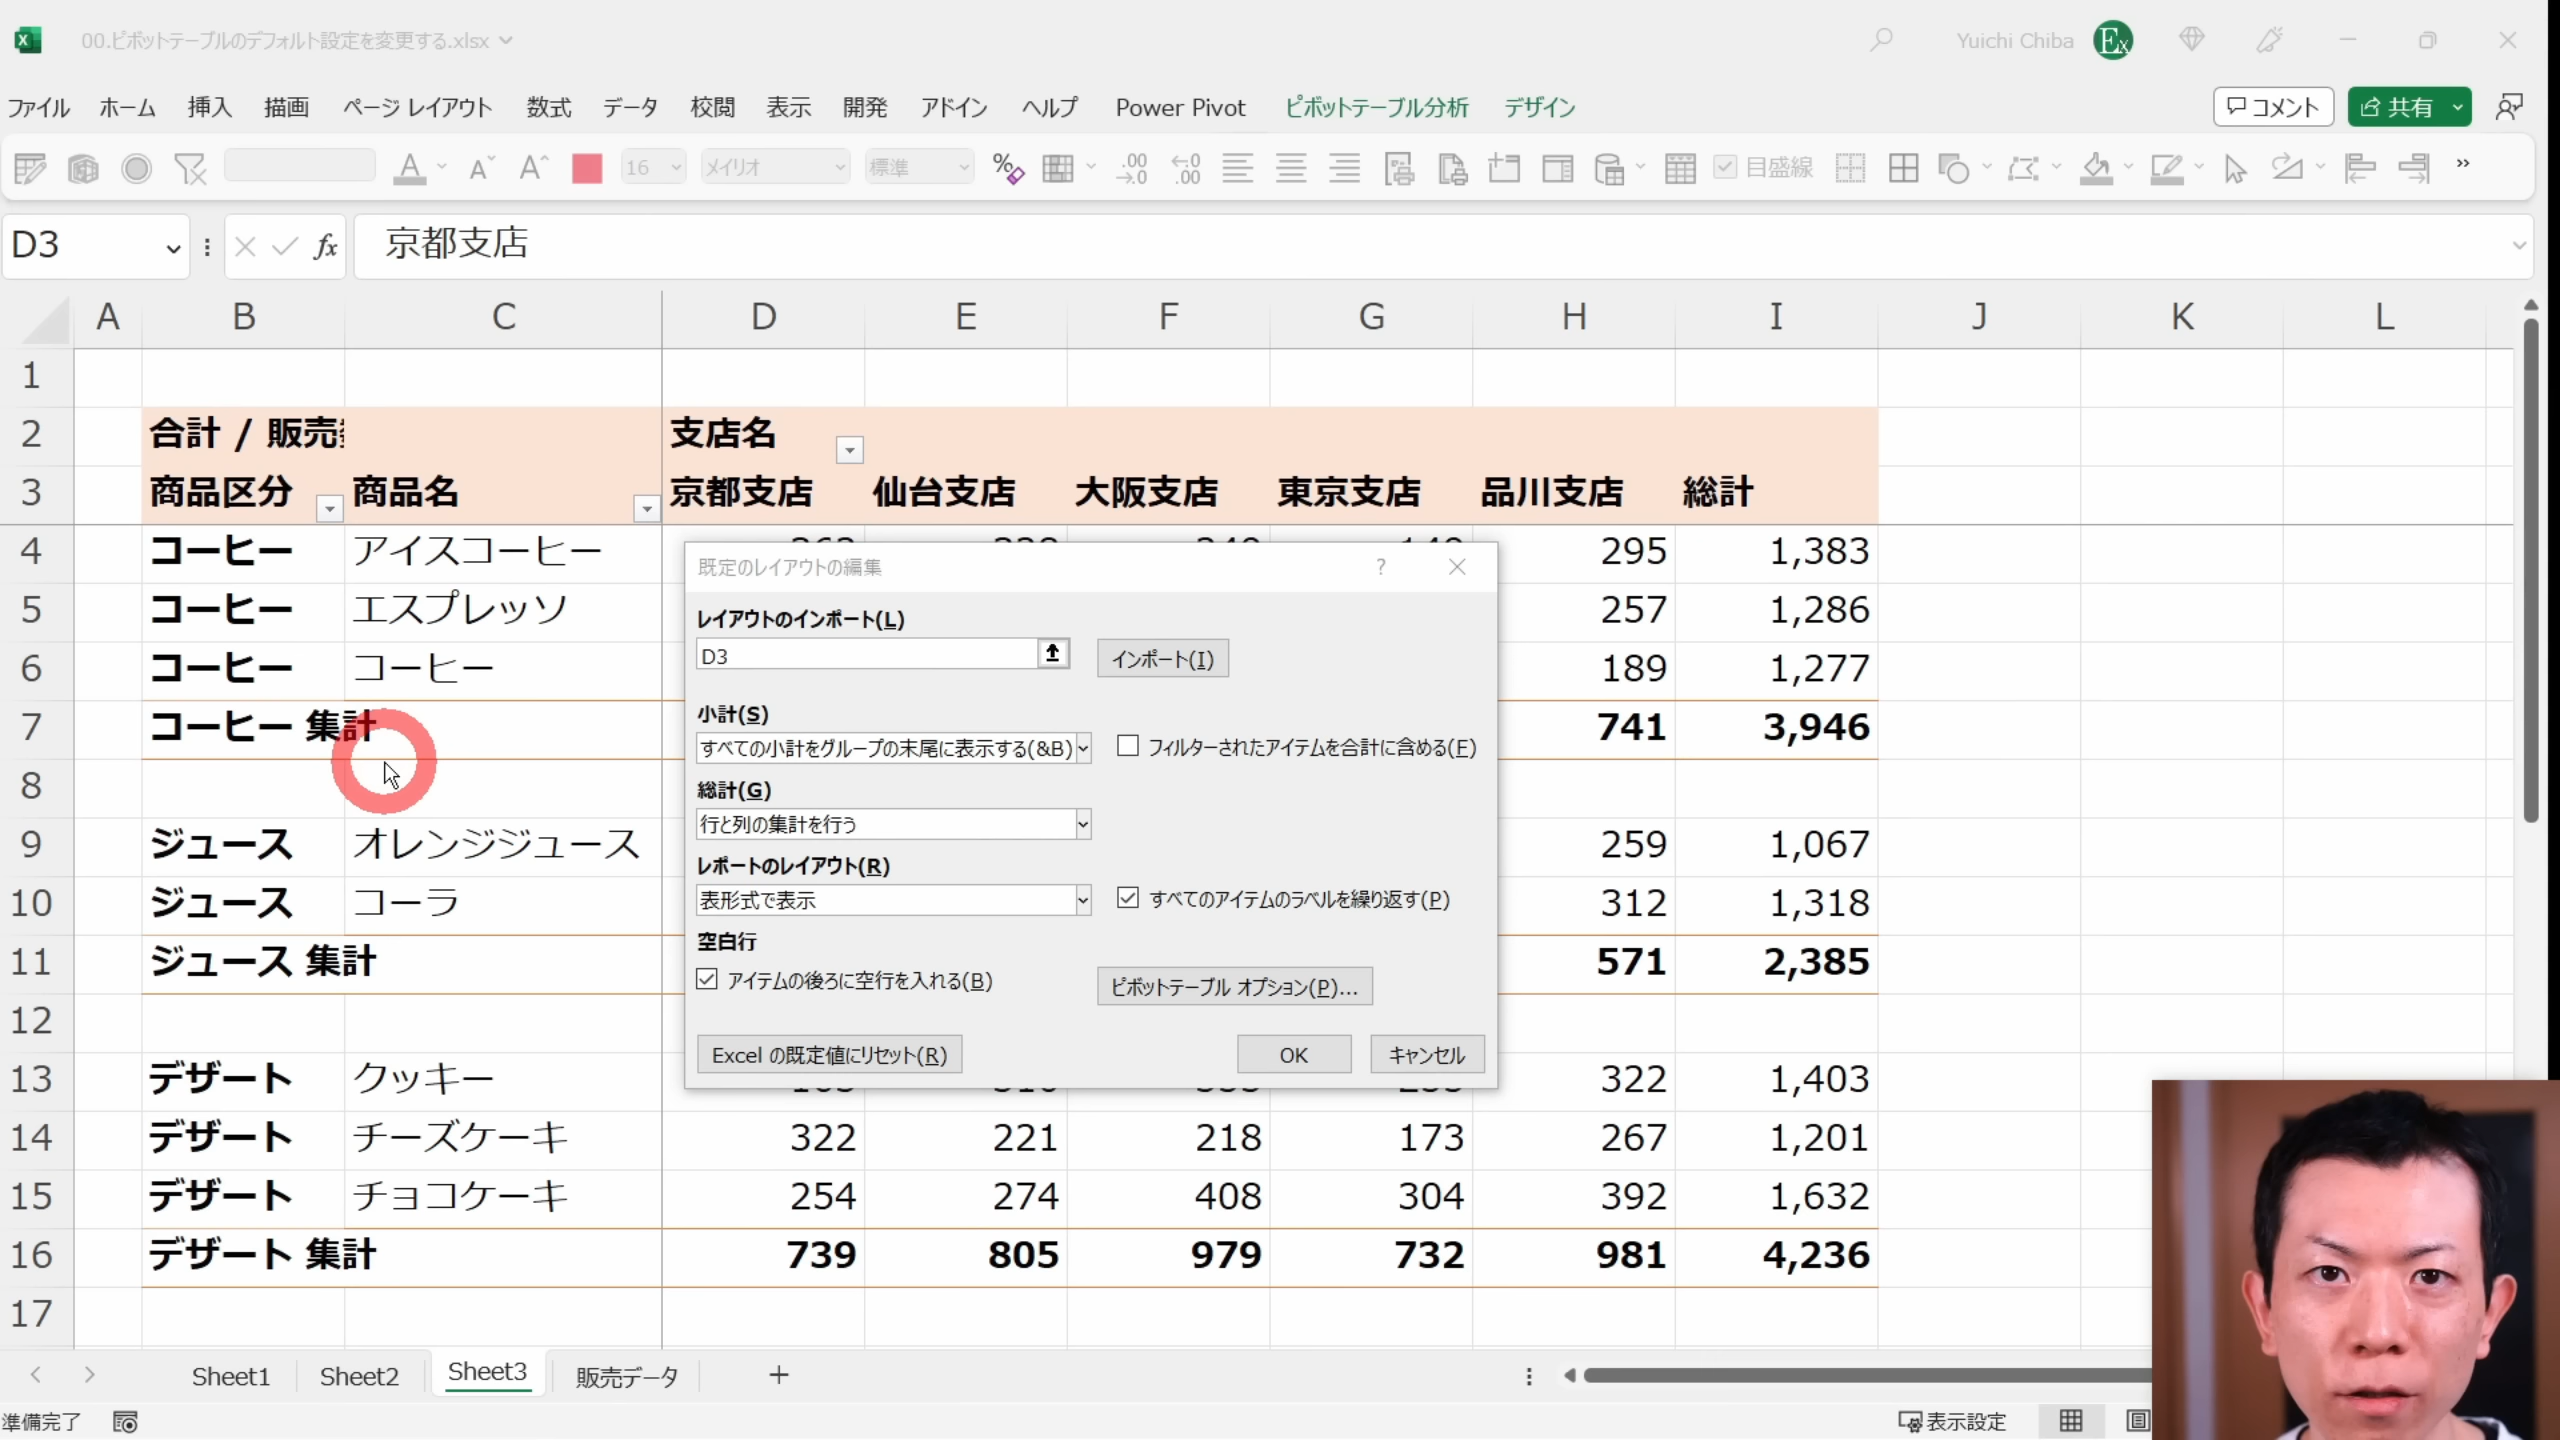 00.ピボットテーブルのデフォルト設定を変更する.xlsx
Yuichi Chiba
ファイル ホーム 挿入 描画 ページ レイアウト 数式 データ 校閲 表示 開発 アドイン ヘルプ Power Pivot ピボットテーブル分析 デザイン コメント 共有
16 メイリオ 標準 目盛線
D3 fx 京都支店
A B C D E F G H I J K L
1
2 合計 / 販売 支店名
3 商品区分 商品名 京都支店 仙台支店 大阪支店 東京支店 品川支店 総計
4 コーヒー アイスコーヒー 295 1,383
5 コーヒー エスプレッソ 257 1,286
6 コーヒー コーヒー 189 1,277
7 コーヒー 集計 741 3,946
8
9 ジュース オレンジジュース 259 1,067
10 ジュース コーラ 312 1,318
11 ジュース 集計 571 2,385
12
13 デザート クッキー 322 1,403
14 デザート チーズケーキ 322 221 218 173 267 1,201
15 デザート チョコケーキ 254 274 408 304 392 1,632
16 デザート 集計 739 805 979 732 981 4,236
17
既定のレイアウトの編集 ?
レイアウトのインポート(L)
D3 インポート(I)
小計(S)
すべての小計をグループの末尾に表示する(&B) フィルターされたアイテムを合計に含める(F)
総計(G)
行と列の集計を行う
レポートのレイアウト(R)
表形式で表示 すべてのアイテムのラベルを繰り返す(P)
空白行
アイテムの後ろに空行を入れる(B) ピボットテーブル オプション(P)...
Excel の既定値にリセット(R) OK キャンセル
Sheet1 Sheet2 Sheet3 販売データ
準備完了 表示設定